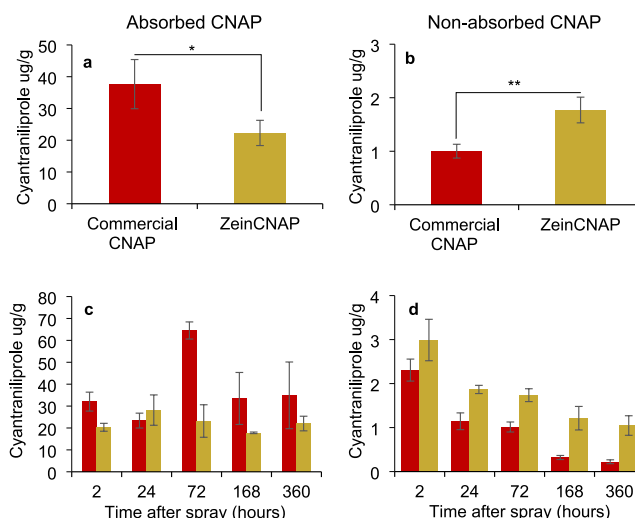 Absorbed CNAP
Non-absorbed CNAP
a
*
Cyantraniliprole ug/g
50
40
30
20
10
0
Commercial
CNAP
ZeinCNAP
b
**
Cyantraniliprole ug/g
3
2
1
0
Commercial
CNAP
ZeinCNAP
c
Cyantraniliprole ug/g
80
70
60
50
40
30
20
10
0
2 24 72 168 360
Time after spray (hours)
d
Cyantraniliprole ug/g
4
3
2
1
0
2 24 72 168 360
Time after spray (hours)